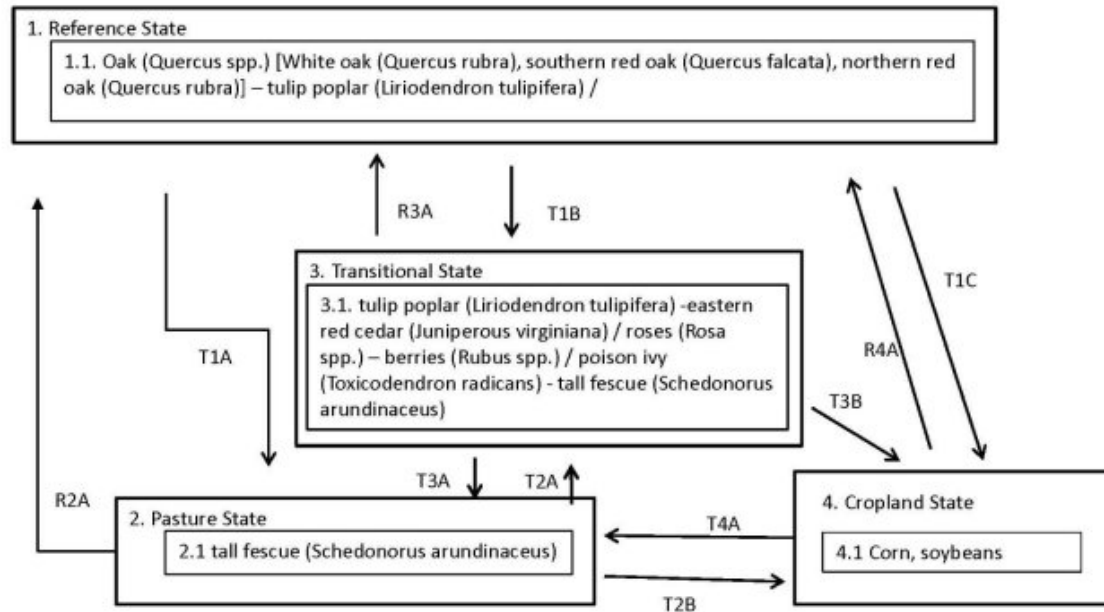 1. Reference State
1.1. Oak (Quercus spp.) [White oak (Quercus rubra), southern red oak (Quercus falcata), northern red
oak (Quercus rubra)] – tulip poplar (Liriodendron tulipifera) /
R3A
T1B
3. Transitional State
3.1. tulip poplar (Liriodendron tulipifera) -eastern
red cedar (Juniperous virginiana) / roses (Rosa
spp.) – berries (Rubus spp.) / poison ivy
(Toxicodendron radicans) - tall fescue (Schedonorus
arundinaceus)
T1C
T1A
R4A
T3B
R2A
T3A
T2A
2. Pasture State
2.1 tall fescue (Schedonorus arundinaceus)
T4A
T2B
4. Cropland State
4.1 Corn, soybeans